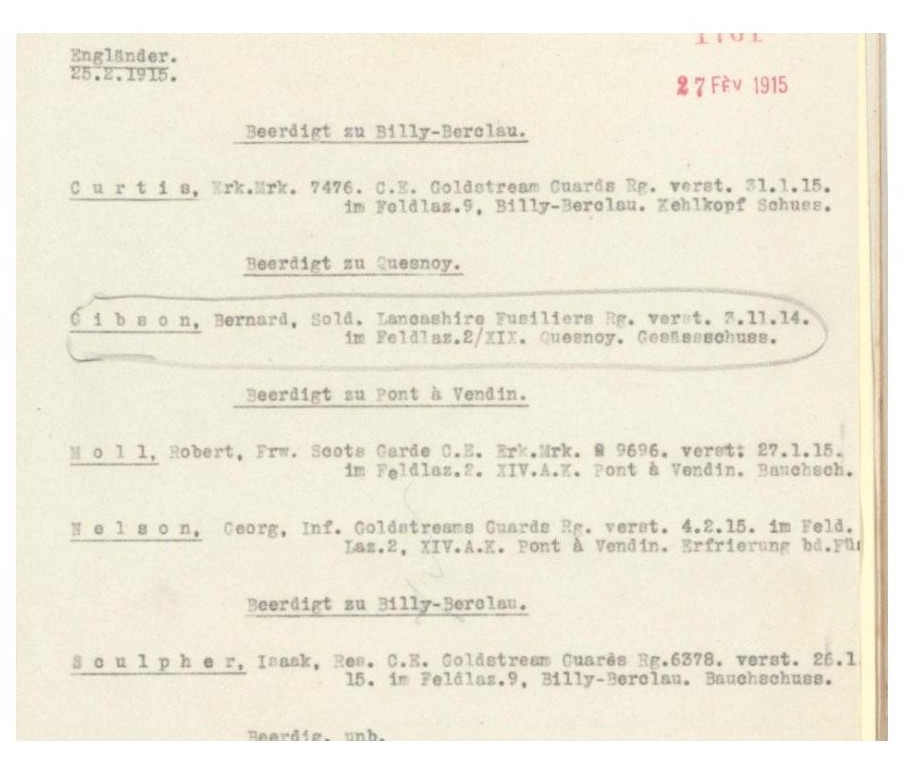 Engländer.
25.2.1915.
27 FÈV 1915
Beerdigt zu Billy-Berclau.
C u r t i s, Erk.Mrk. 7476. C.E. Goldstream Guards Rg. verst. 31.1.15.
im Feldlaz.9, Billy-Berclau. Kehlkopf Schuss.
Beerdigt zu Quesnoy.
G i b s o n, Bernard, Sold. Lancashire Fusiliers Rg. verst. 3.11.14.
im Feldlaz.2/XIX. Quesnoy. Gesässschuss.
Beerdigt zu Pont à Vendin.
M o l l, Robert, Frw. Scots Garde C.E. Erk.Mrk. 9696. verst: 27.1.15.
im Feldlaz.2. XIV.A.K. Pont à Vendin. Bauchsch.
N e l s o n, Georg, Inf. Goldstreams Guards Rg. verst. 4.2.15. im Feld.
Laz.2, XIV.A.K. Pont à Vendin. Erfrierung bd.Fü
Beerdigt zu Billy-Berclau.
S c u l p h e r, Isaak, Res. C.E. Goldstream Guards Rg.6378. verst. 26.1
15. im Feldlaz.9, Billy-Berclau. Bauchschuss.
Beerdig. unb.